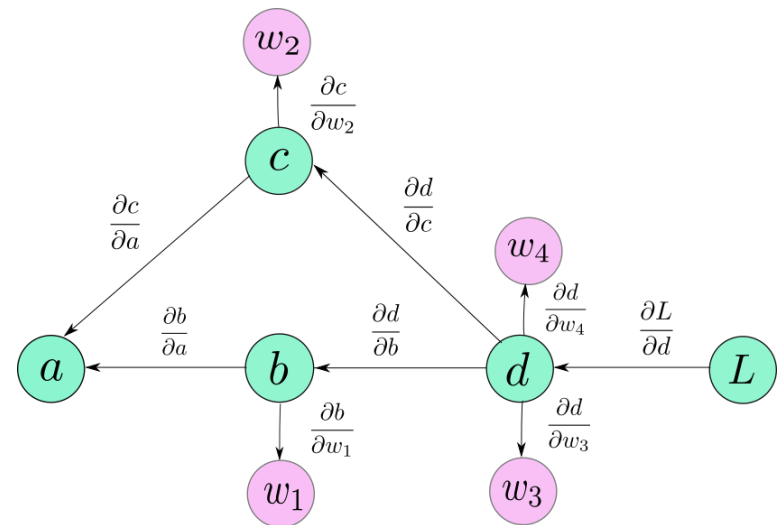 w₂
∂c/∂w₂
c
∂c/∂a
∂d/∂c
w₄
∂d/∂w₄
∂b/∂a
∂d/∂b
∂L/∂d
a
b
d
L
∂b/∂w₁
∂d/∂w₃
w₁
w₃